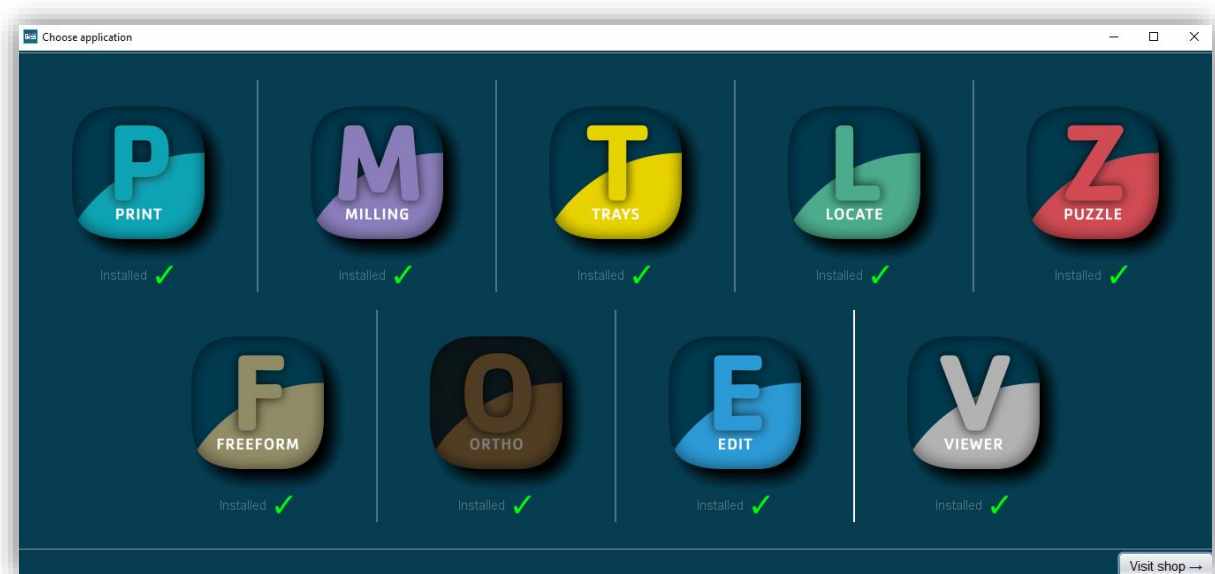 Choose application
P M T L Z
PRINT MILLING TRAYS LOCATE PUZZLE
Installed ✓ Installed ✓ Installed ✓ Installed ✓ Installed ✓
F O E V
FREEFORM ORTHO EDIT VIEWER
Installed ✓ Installed ✓ Installed ✓ Installed ✓
Visit shop →